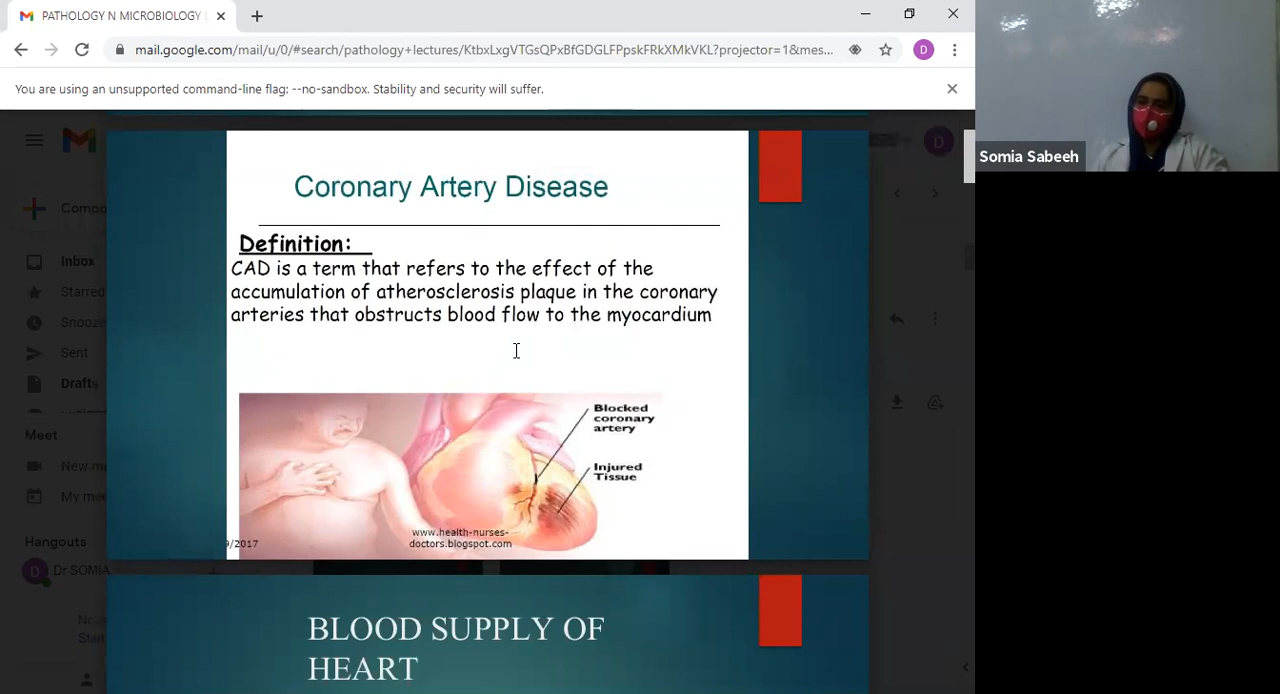 PATHOLOGY N MICROBIOLOGY
mail.google.com/mail/u/0/#search/pathology+lectures/KtbxLxgVTGsQPxBfGDGLFPpskFRkXMkVKL?projector=1&mes...
D
You are using an unsupported command-line flag: --no-sandbox. Stability and security will suffer.
Somia Sabeeh
D
Compo
Inbox
Starred
Snoozi
Sent
Drafts
Meet
New me
My mee
Hangouts
D
Dr SOMIA
No
Start
Coronary Artery Disease
Definition:
CAD is a term that refers to the effect of the
accumulation of atherosclerosis plaque in the coronary
arteries that obstructs blood flow to the myocardium
Blocked
coronary
artery
Injured
Tissue
www.health-nurses-
doctors.blogspot.com
9/2017
BLOOD SUPPLY OF
HEART